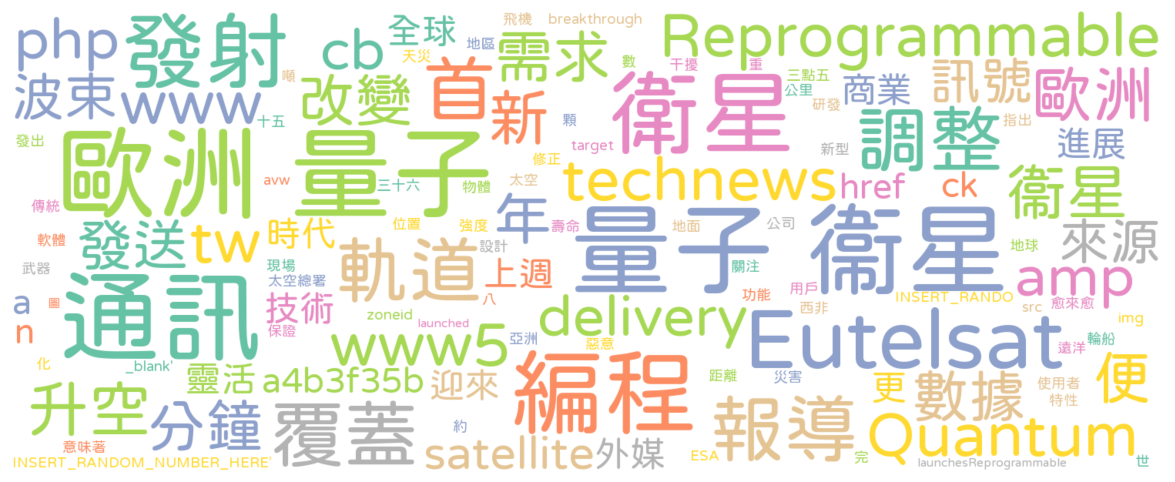 飛機 breakthrough
php 發射 cb 全球 地區 需求 Reprogrammable
天災 數 干擾 重 三點五
噸 改變 首 新 衛星 公里 商業 訊號 歐洲
波束 www 十五 顆 研發 指出
發出 歐洲 量子 修正 target 新型 調整 進展
avw 三十六 物體 太空 technews href ck 衛星
傳統 軟體 發送 tw 時代 位置 強度 年 壽命 地面 公司 地球 來源
武器 現場 軌道 設計 量子 衛星 關注
太空總署 上週 八 功能 用戶 amp
a 圖 通訊 技術 INSERT_RANDO
n 保證 zoneid launched delivery 西非 src 愈來愈 img
www5 亞洲 惡意 Eutelsat 遠洋 輪船
化 _blank' 靈活 a4b3f35b 迎來 編程 距離 災害 更 數據 使用者 便
升空 分鐘 覆蓋 約 報導 特性
意味著 satellite 外媒 Quantum
INSERT_RANDOM_NUMBER_HERE' ESA 完 launchesReprogrammable 世